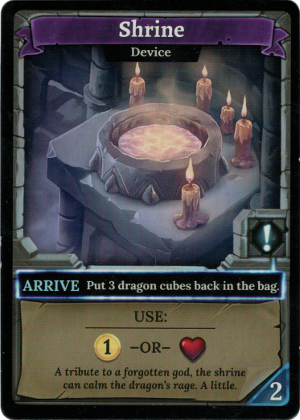 Shrine
Device
!
ARRIVE Put 3 dragon cubes back in the bag.
USE:
1 -OR-
A tribute to a forgotten god, the shrine
can calm the dragon's rage. A little.
2